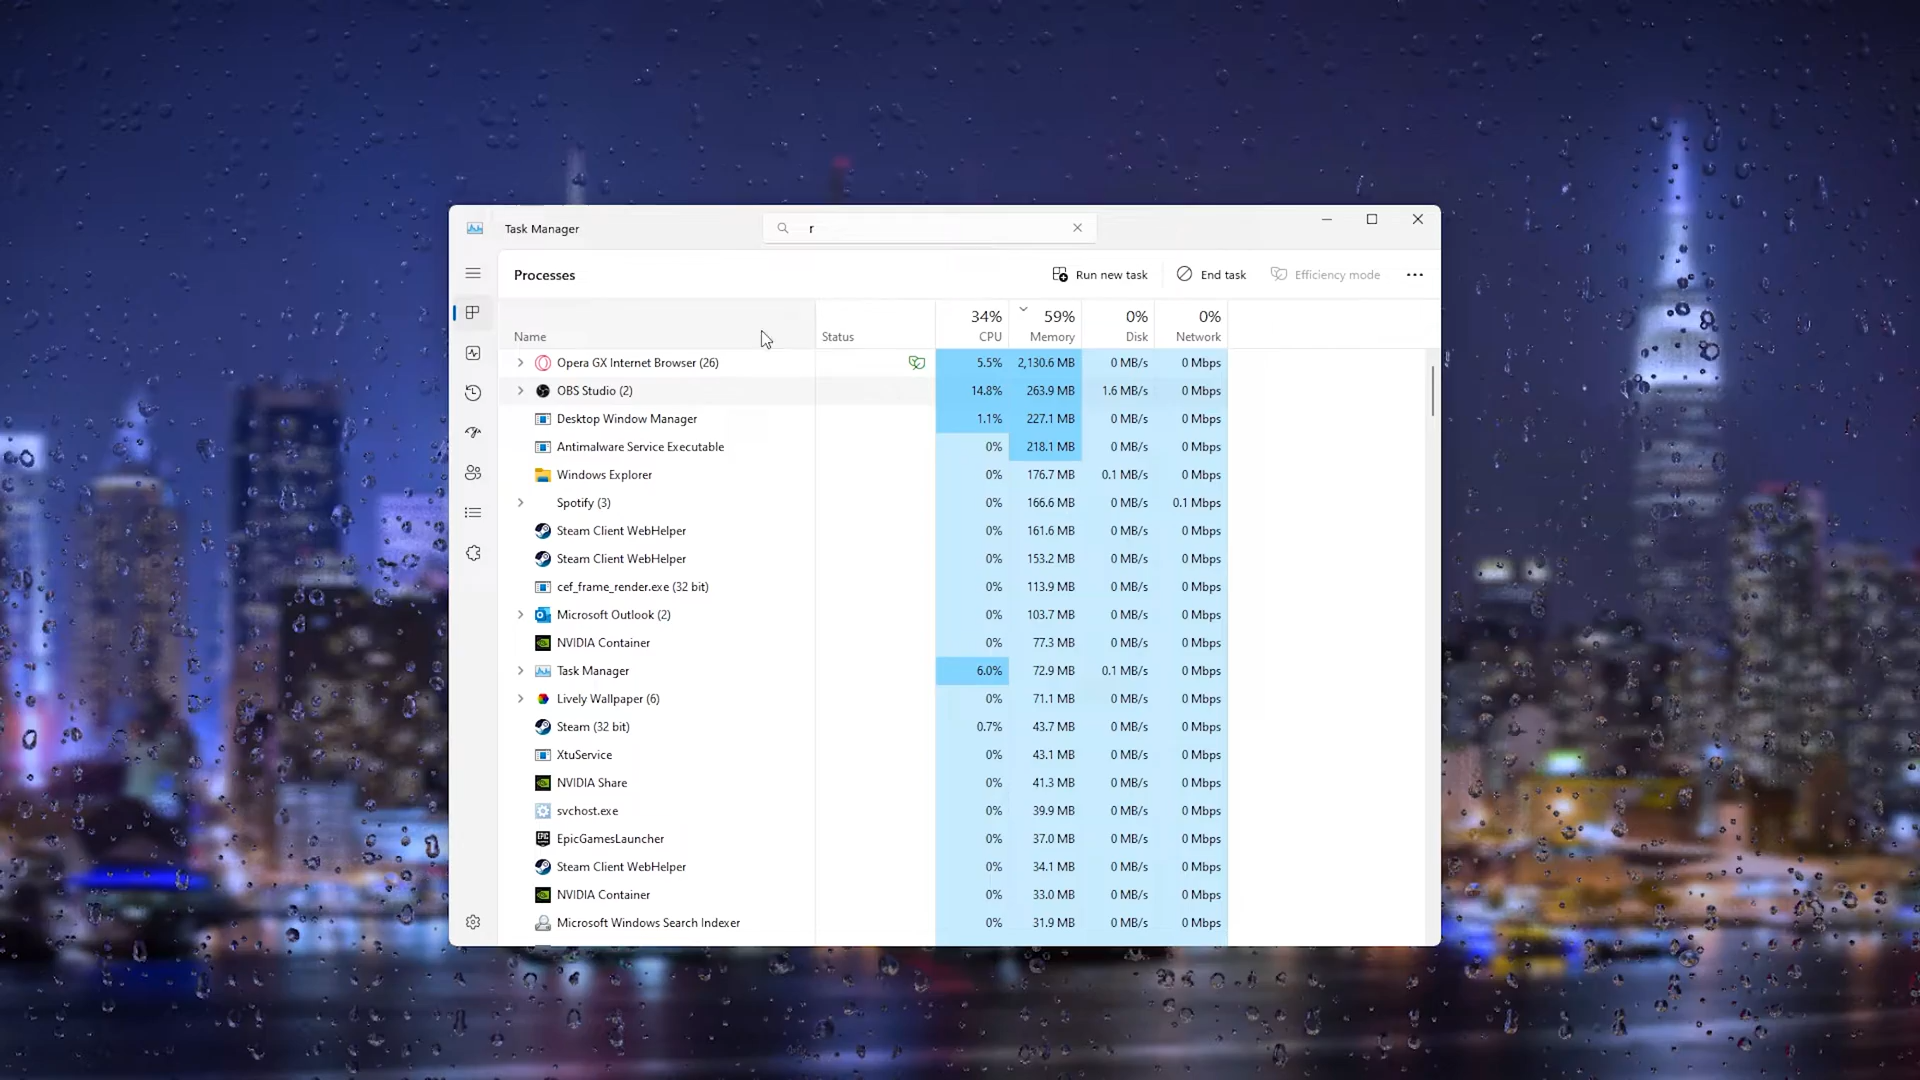 Task Manager
r
Processes
Run new task
End task
Efficiency mode
Name
Status
34%
CPU
59%
Memory
0%
Disk
0%
Network
Opera GX Internet Browser (26) 5.5% 2,130.6 MB 0 MB/s 0 Mbps
OBS Studio (2) 14.8% 263.9 MB 1.6 MB/s 0 Mbps
Desktop Window Manager 1.1% 227.1 MB 0 MB/s 0 Mbps
Antimalware Service Executable 0% 218.1 MB 0 MB/s 0 Mbps
Windows Explorer 0% 176.7 MB 0.1 MB/s 0 Mbps
Spotify (3) 0% 166.6 MB 0 MB/s 0.1 Mbps
Steam Client WebHelper 0% 161.6 MB 0 MB/s 0 Mbps
Steam Client WebHelper 0% 153.2 MB 0 MB/s 0 Mbps
cef_frame_render.exe (32 bit) 0% 113.9 MB 0 MB/s 0 Mbps
Microsoft Outlook (2) 0% 103.7 MB 0 MB/s 0 Mbps
NVIDIA Container 0% 77.3 MB 0 MB/s 0 Mbps
Task Manager 6.0% 72.9 MB 0.1 MB/s 0 Mbps
Lively Wallpaper (6) 0% 71.1 MB 0 MB/s 0 Mbps
Steam (32 bit) 0.7% 43.7 MB 0 MB/s 0 Mbps
XtuService 0% 43.1 MB 0 MB/s 0 Mbps
NVIDIA Share 0% 41.3 MB 0 MB/s 0 Mbps
svchost.exe 0% 39.9 MB 0 MB/s 0 Mbps
EPIC EpicGamesLauncher 0% 37.0 MB 0 MB/s 0 Mbps
Steam Client WebHelper 0% 34.1 MB 0 MB/s 0 Mbps
NVIDIA Container 0% 33.0 MB 0 MB/s 0 Mbps
Microsoft Windows Search Indexer 0% 31.9 MB 0 MB/s 0 Mbps